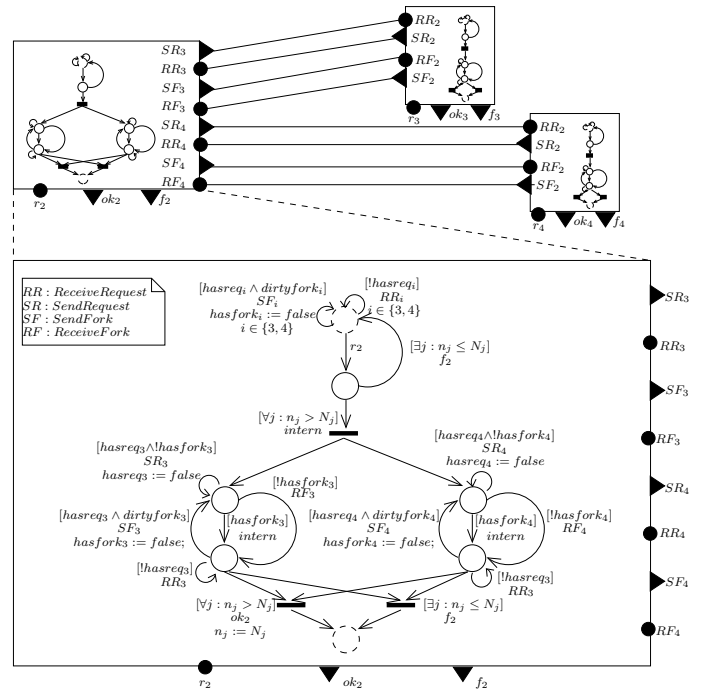 SR₃
RR₃
SF₃
RF₃
SR₄
RR₄
SF₄
RF₄
r₂
ok₂
f₂
RR₂
SR₂
RF₂
SF₂
r₃
ok₃
f₃
RR₂
SR₂
RF₂
SF₂
r₄
ok₄
f₄
RR : ReceiveRequest
SR : SendRequest
SF : SendFork
RF : ReceiveFork
[hasreqᵢ ∧ dirtyforkᵢ]
SFᵢ
hasforkᵢ := false
i ∈ {3, 4}
[!hasreqᵢ]
RRᵢ
i ∈ {3, 4}
r₂
[∃j : nⱼ ≤ Nⱼ]
f₂
[∀j : nⱼ > Nⱼ]
intern
[hasreq₃∧!hasfork₃]
SR₃
hasreq₃ := false
[!hasfork₃]
RF₃
[hasreq₃ ∧ dirtyfork₃]
SF₃
hasfork₃ := false;
[hasfork₃]
intern
[!hasreq₃]
RR₃
[hasreq₄∧!hasfork₄]
SR₄
hasreq₄ := false
[hasreq₄ ∧ dirtyfork₄]
SF₄
hasfork₄ := false;
[hasfork₄]
intern
[!hasfork₄]
RF₄
[!hasreq₃]
RR₃
[∀j : nⱼ > Nⱼ]
ok₂
nⱼ := Nⱼ
[∃j : nⱼ ≤ Nⱼ]
f₂
SR₃
RR₃
SF₃
RF₃
SR₄
RR₄
SF₄
RF₄
r₂
ok₂
f₂